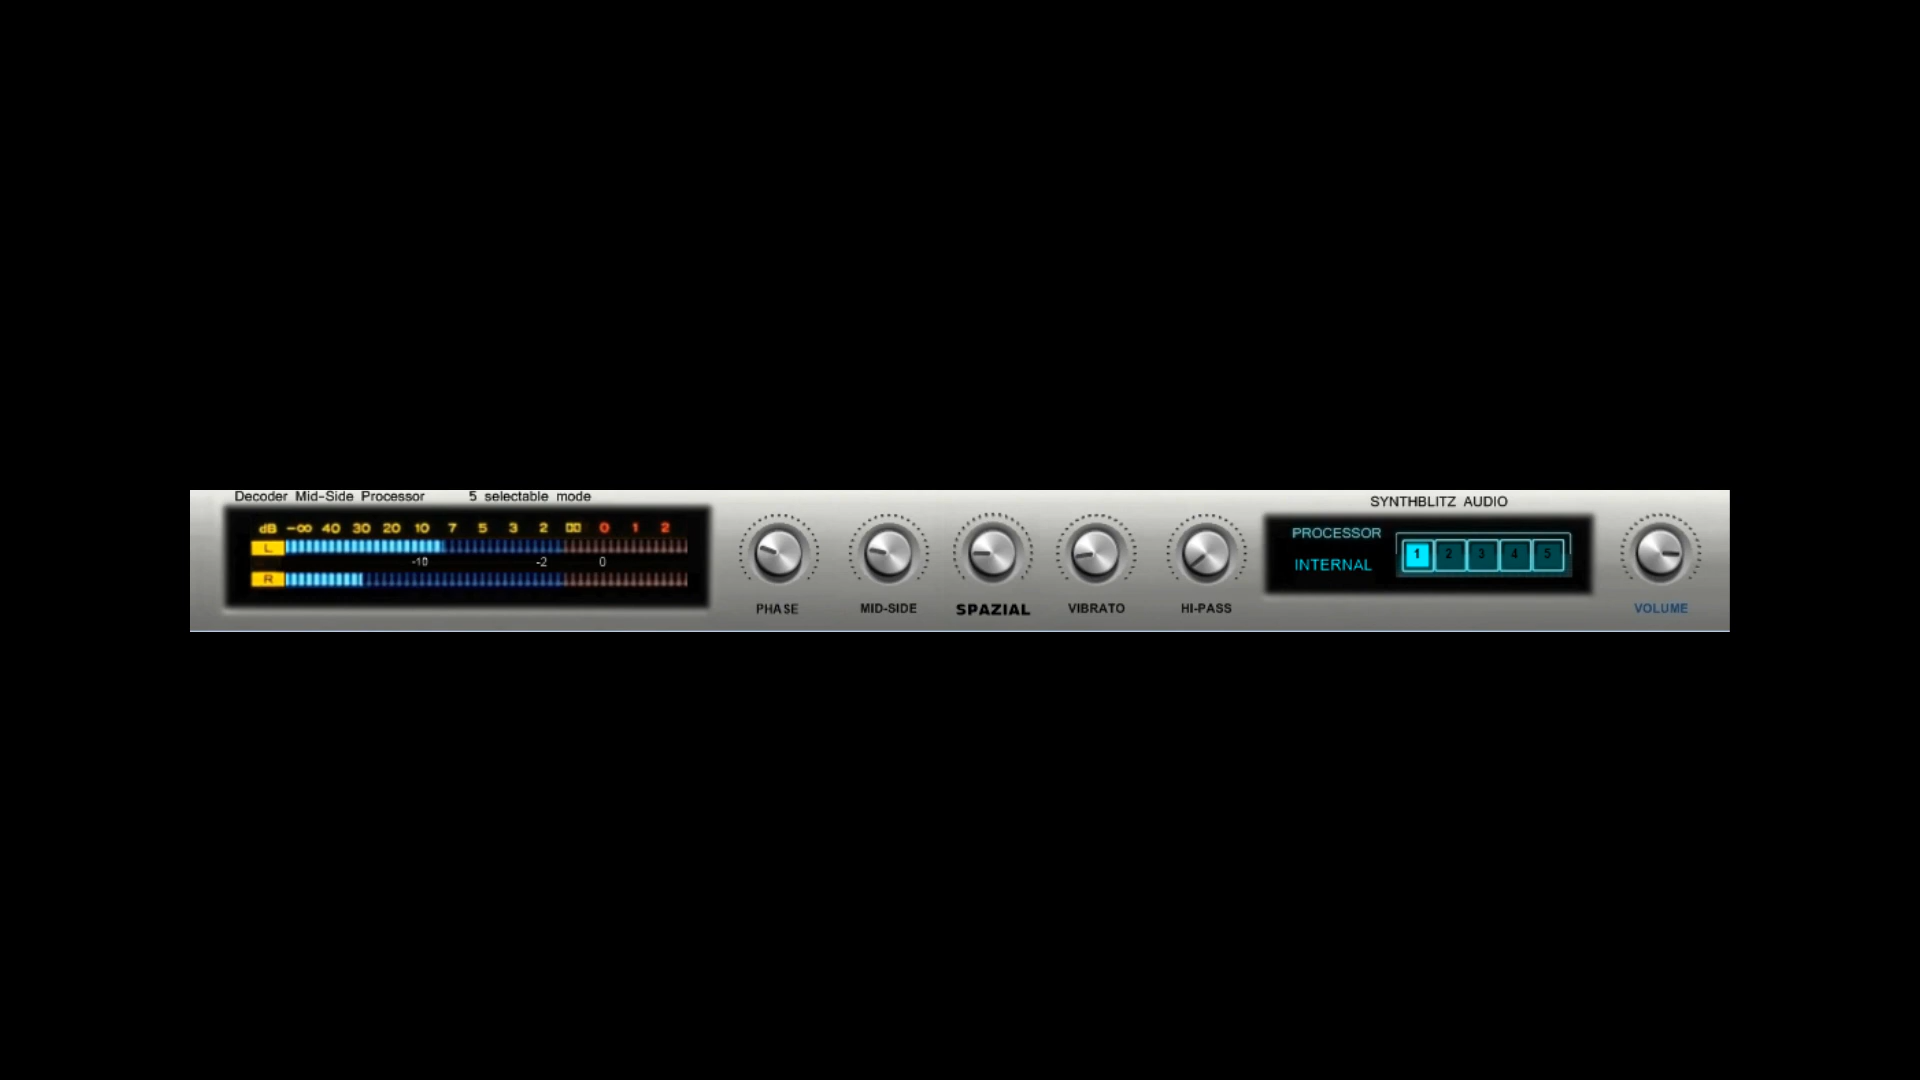 Decoder Mid-Side Processor 5 selectable mode
SYNTHBLITZ AUDIO
dB -∞ 40 30 20 10 7 5 3 2 0 1 2
L
-10 -2 0
R
PROCESSOR
INTERNAL
1 2 3 4 5
PHASE MID-SIDE SPAZIAL VIBRATO HI-PASS VOLUME